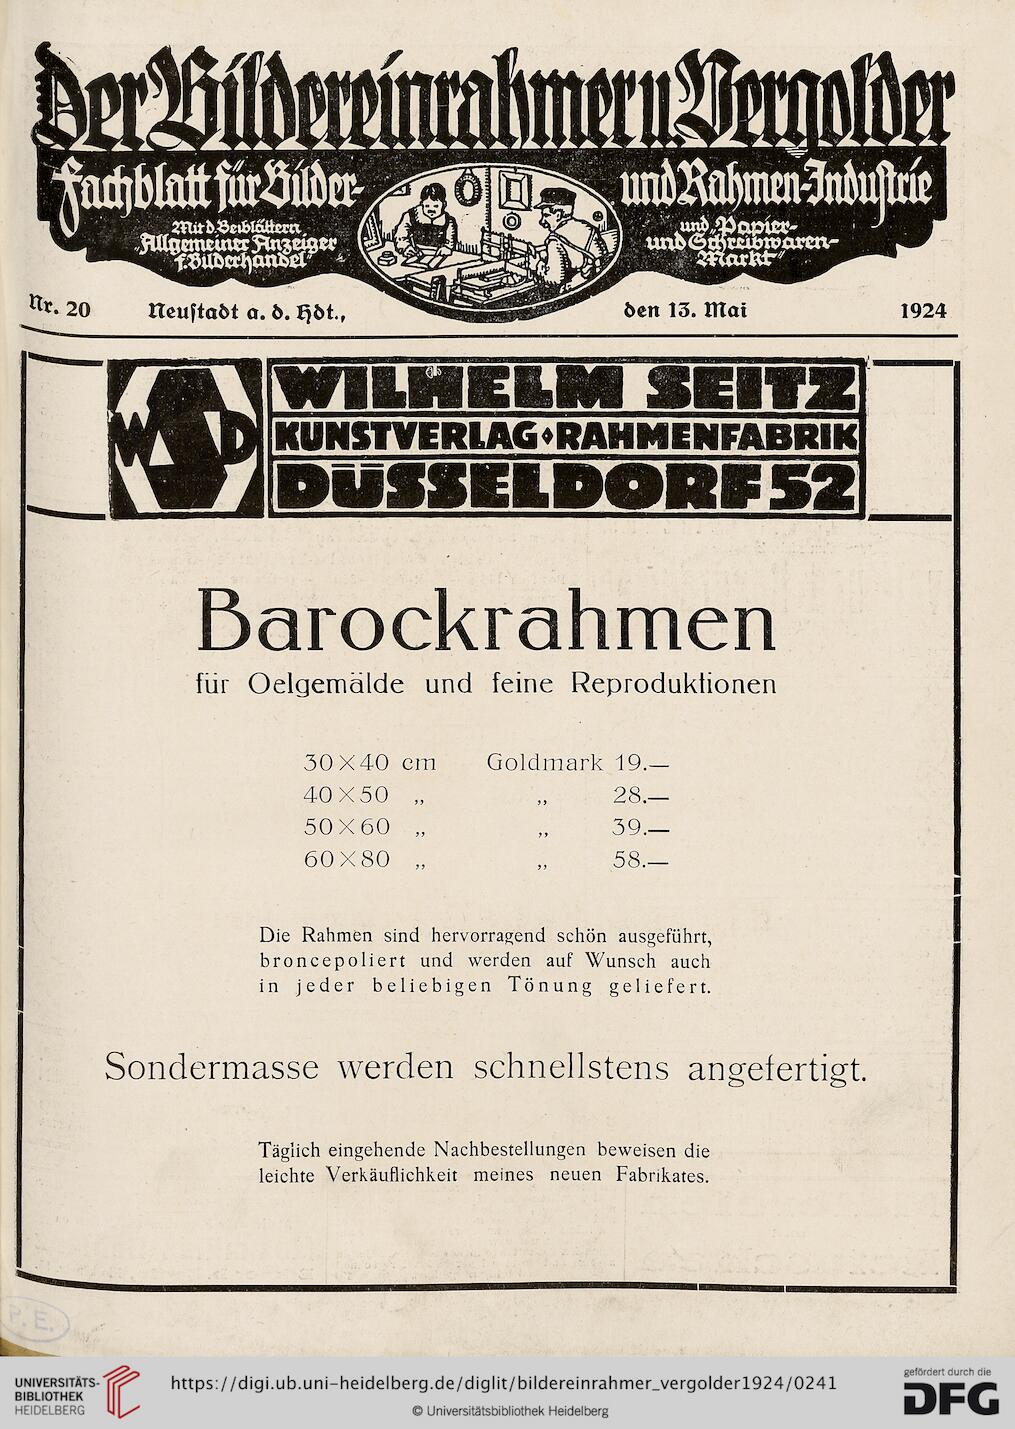 Der Bildereinrahmer u. Vergolder
Fachblatt für Bilder- und Rahmen-Industrie
Mit d. Beiblättern
„Allgemeiner Anzeiger
f. Bilderhandel“
und „Papier-
und Schreibwaren-
Markt“
Nr. 20 Neustadt a. d. Hdt., den 13. Mai 1924
W S D
WILHELM SEITZ
KUNSTVERLAG ⬧ RAHMENFABRIK
DÜSSELDORF 52
Barockrahmen
für Oelgemälde und feine Reproduktionen
30 × 40 cm Goldmark 19.—
40 × 50 „ „ 28.—
50 × 60 „ „ 39.—
60 × 80 „ „ 58.—
Die Rahmen sind hervorragend schön ausgeführt,
broncepoliert und werden auf Wunsch auch
in jeder beliebigen Tönung geliefert.
Sondermasse werden schnellstens angefertigt.
Täglich eingehende Nachbestellungen beweisen die
leichte Verkäuflichkeit meines neuen Fabrikates.
P. E.
UNIVERSITÄTS-
BIBLIOTHEK
HEIDELBERG
https://digi.ub.uni-heidelberg.de/diglit/bildereinrahmer_vergolder1924/0241
© Universitätsbibliothek Heidelberg
gefördert durch die
DFG